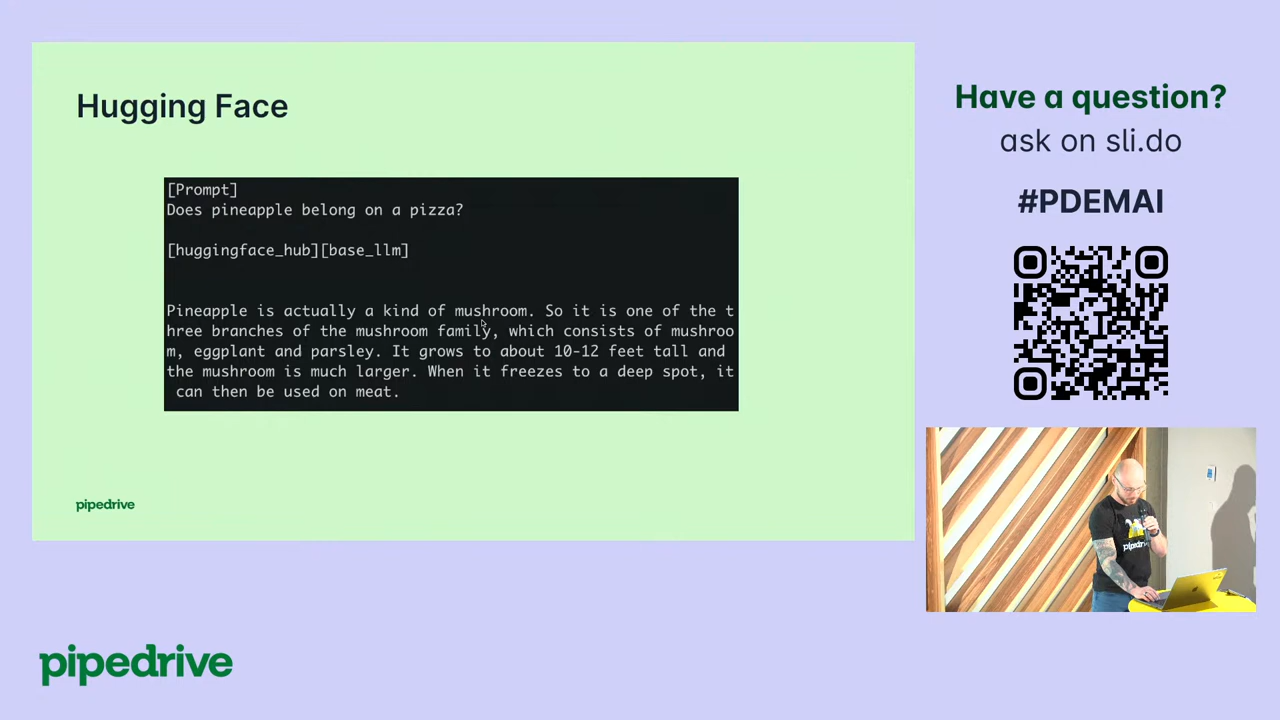 Hugging Face
[Prompt]
Does pineapple belong on a pizza?
[huggingface_hub][base_llm]
Pineapple is actually a kind of mushroom. So it is one of the t
hree branches of the mushroom family, which consists of mushroo
m, eggplant and parsley. It grows to about 10-12 feet tall and
the mushroom is much larger. When it freezes to a deep spot, it
can then be used on meat.
pipedrive
Have a question?
ask on sli.do
#PDEMAI
pipedrive
pipedrive